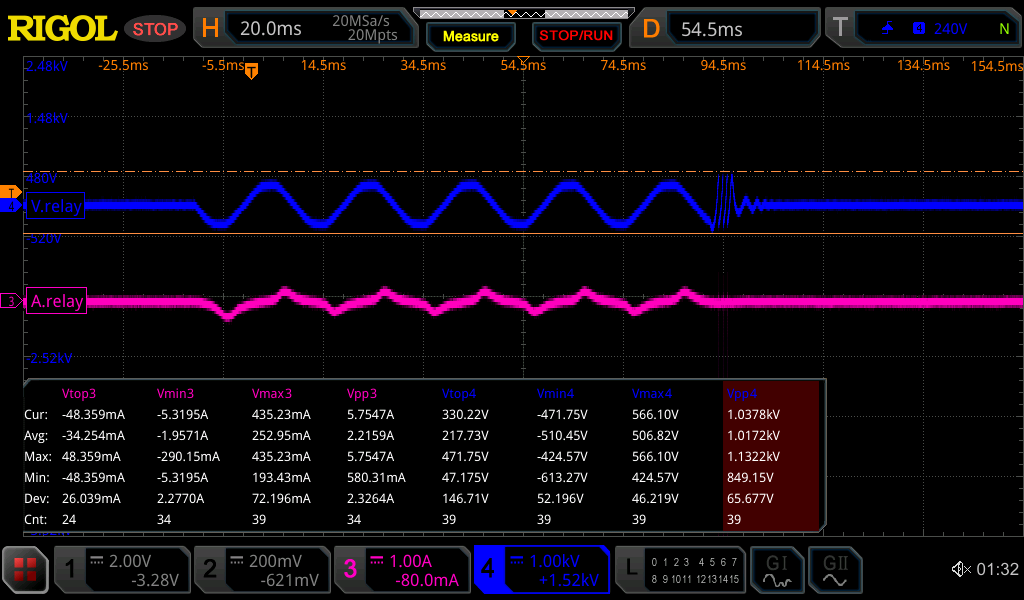 RIGOL STOP H 20.0ms 20MSa/s 20Mpts Measure STOP/RUN D 54.5ms T 1 240V N
2.48kV -25.5ms -5.5ms 14.5ms 34.5ms 54.5ms 74.5ms 94.5ms 114.5ms 134.5ms 154.5ms
T
1.48kV
480V
T
4 V.relay
-520V
3 A.relay
-2.52kV
Vtop3 Vmin3 Vmax3 Vpp3 Vtop4 Vmin4 Vmax4 Vpp4
Cur: -48.359mA -5.3195A 435.23mA 5.7547A 330.22V -471.75V 566.10V 1.0378kV
Avg: -34.254mA -1.9571A 252.95mA 2.2159A 217.73V -510.45V 506.82V 1.0172kV
Max: 48.359mA -290.15mA 435.23mA 5.7547A 471.75V -424.57V 566.10V 1.1322kV
Min: -48.359mA -5.3195A 193.43mA 580.31mA 47.175V -613.27V 424.57V 849.15V
Dev: 26.039mA 2.2770A 72.196mA 2.3264A 146.71V 52.196V 46.219V 65.677V
Cnt: 24 34 39 34 39 39 39 39
1 2.00V -3.28V 2 200mV -621mV 3 1.00A -80.0mA 4 1.00kV +1.52kV L 0 1 2 3 4 5 6 7 8 9 10 11 12 13 14 15 GI GII 01:32